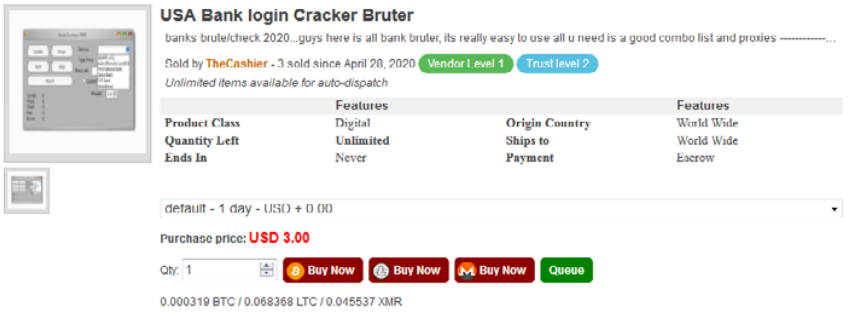 USA Bank login Cracker Bruter
banks brute/check 2020...guys here is all bank bruter, its really easy to use all u need is a good combo list and proxies ------------...
Sold by TheCashier - 3 sold since April 28, 2020 Vendor Level 1 Trust level 2
Unlimited items available for auto-dispatch
Features Features
Product Class Digital Origin Country World Wide
Quantity Left Unlimited Ships to World Wide
Ends In Never Payment Escrow
default - 1 day - USD + 0.00
Purchase price: USD 3.00
Qty: 1 Buy Now Buy Now Buy Now Queue
0.000319 BTC / 0.068368 LTC / 0.045537 XMR